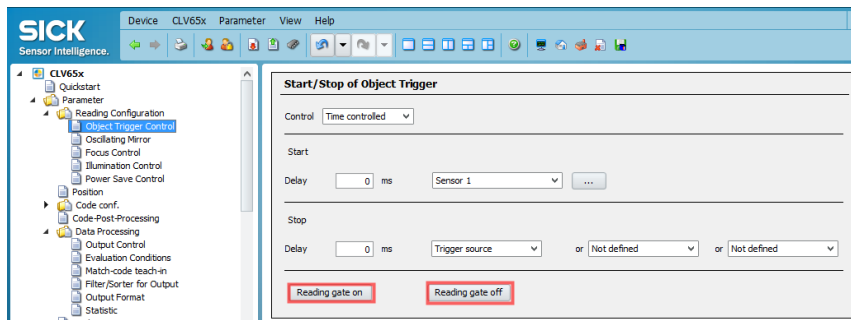 SICK
Sensor Intelligence.
Device CLV65x Parameter View Help
CLV65x
Quickstart
Parameter
Reading Configuration
Object Trigger Control
Oscillating Mirror
Focus Control
Illumination Control
Power Save Control
Position
Code conf.
Code-Post-Processing
Data Processing
Output Control
Evaluation Conditions
Match-code teach-in
Filter/Sorter for Output
Output Format
Statistic
Start/Stop of Object Trigger
Control Time controlled
Start
Delay 0 ms Sensor 1 ...
Stop
Delay 0 ms Trigger source or Not defined or Not defined
Reading gate on Reading gate off